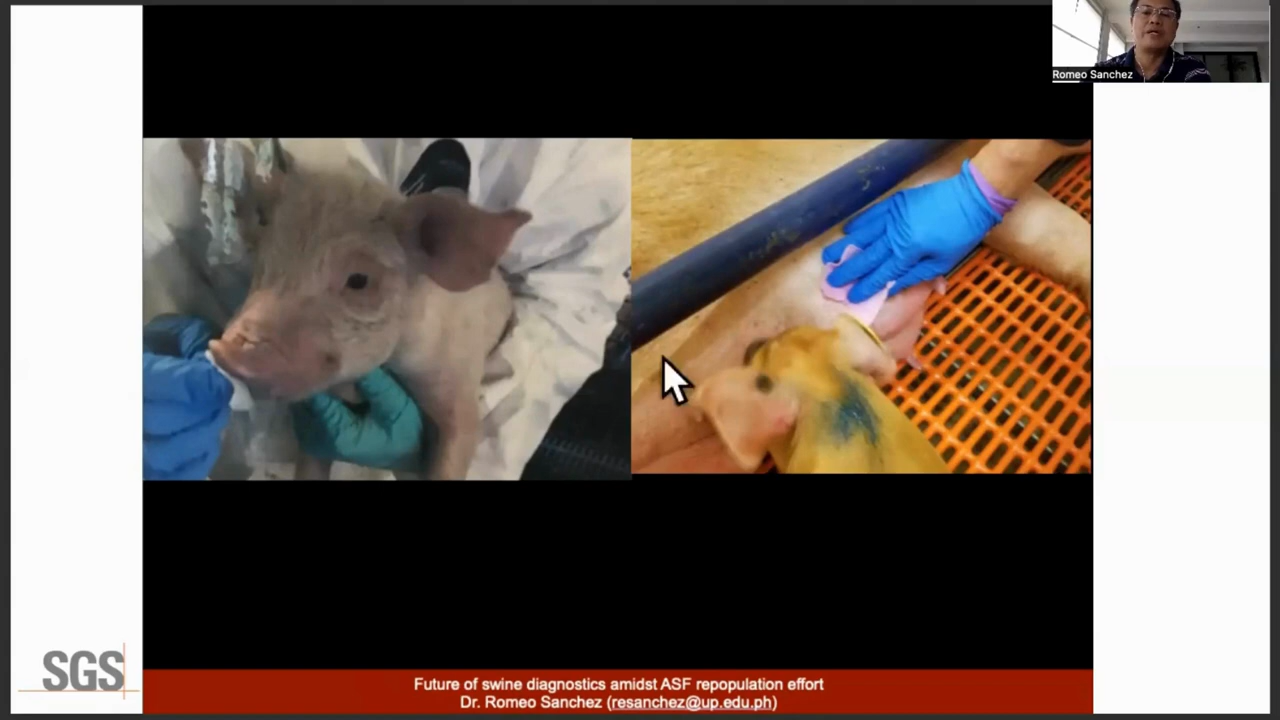 Romeo Sanchez
SGS
Future of swine diagnostics amidst ASF repopulation effort
Dr. Romeo Sanchez (resanchez@up.edu.ph)